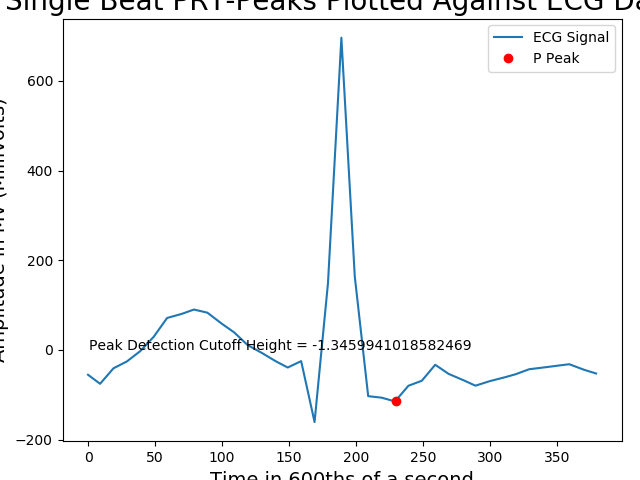 Single Beat PRT-Peaks Plotted Against ECG Da
ECG Signal
P Peak
Amplitude in MV (Millivolts)
600
400
200
0
−200
Peak Detection Cutoff Height = -1.3459941018582469
0 50 100 150 200 250 300 350
Time in 600ths of a second